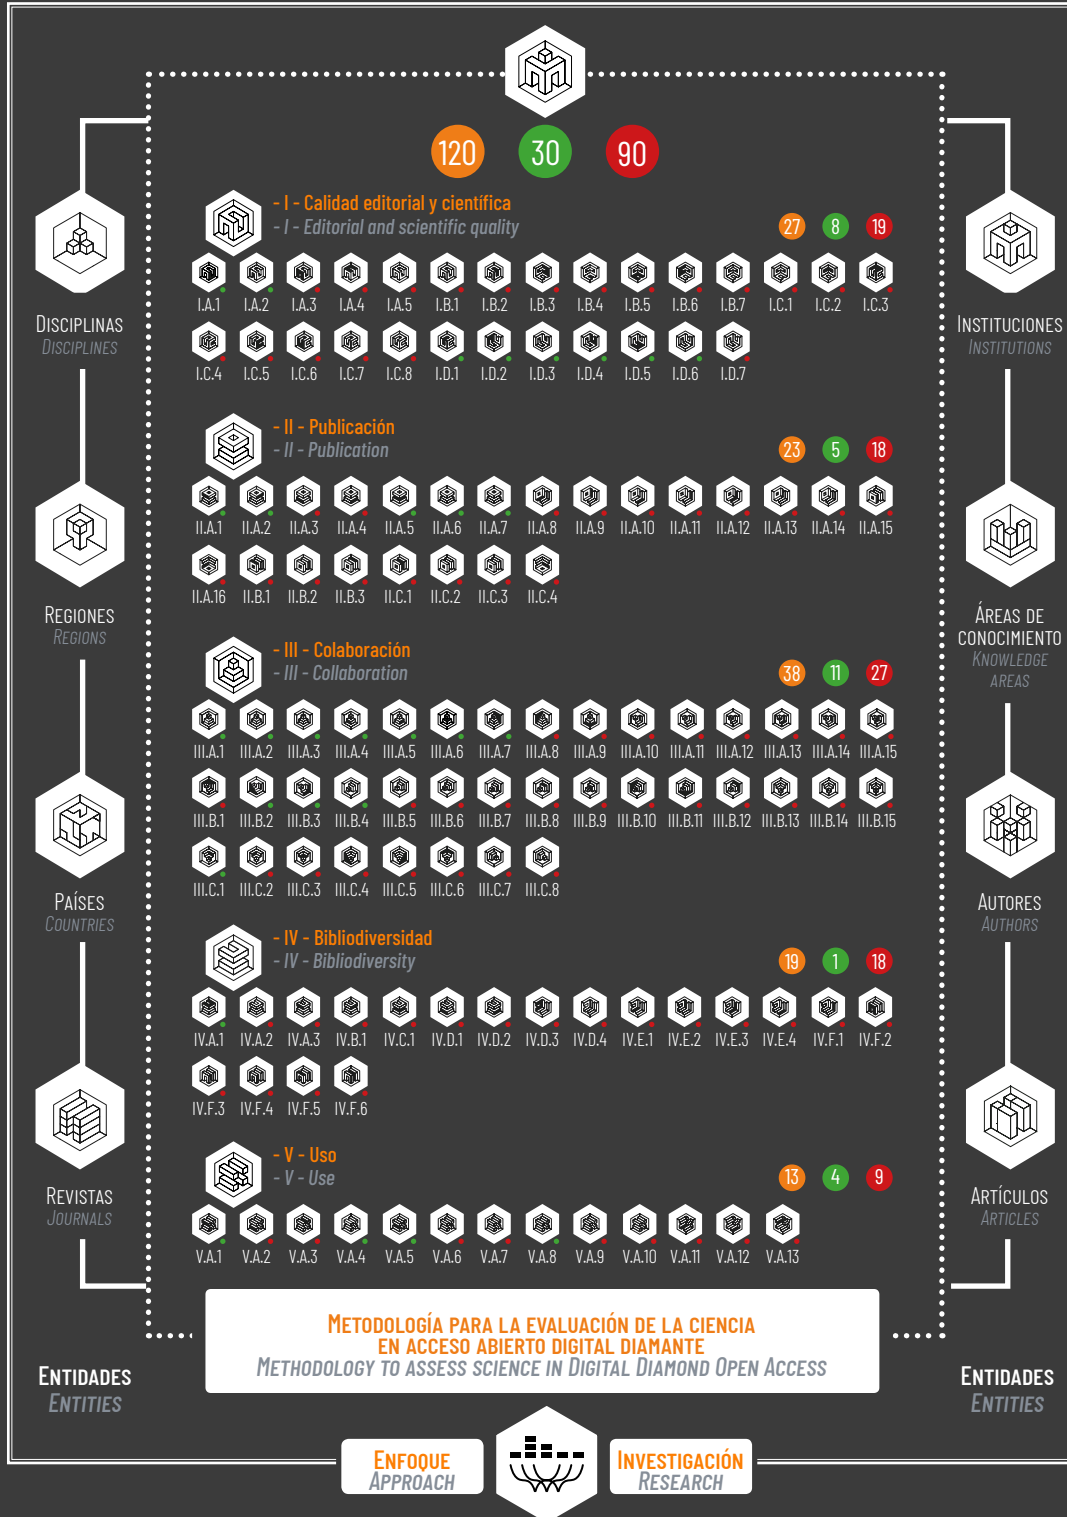 120 30 90
- I - Calidad editorial y científica
- I - Editorial and scientific quality
27 8 19
I.A.1 I.A.2 I.A.3 I.A.4 I.A.5 I.B.1 I.B.2 I.B.3 I.B.4 I.B.5 I.B.6 I.B.7 I.C.1 I.C.2 I.C.3
I.C.4 I.C.5 I.C.6 I.C.7 I.C.8 I.D.1 I.D.2 I.D.3 I.D.4 I.D.5 I.D.6 I.D.7
- II - Publicación
- II - Publication
23 5 18
II.A.1 II.A.2 II.A.3 II.A.4 II.A.5 II.A.6 II.A.7 II.A.8 II.A.9 II.A.10 II.A.11 II.A.12 II.A.13 II.A.14 II.A.15
II.A.16 II.B.1 II.B.2 II.B.3 II.C.1 II.C.2 II.C.3 II.C.4
- III - Colaboración
- III - Collaboration
38 11 27
III.A.1 III.A.2 III.A.3 III.A.4 III.A.5 III.A.6 III.A.7 III.A.8 III.A.9 III.A.10 III.A.11 III.A.12 III.A.13 III.A.14 III.A.15
III.B.1 III.B.2 III.B.3 III.B.4 III.B.5 III.B.6 III.B.7 III.B.8 III.B.9 III.B.10 III.B.11 III.B.12 III.B.13 III.B.14 III.B.15
III.C.1 III.C.2 III.C.3 III.C.4 III.C.5 III.C.6 III.C.7 III.C.8
- IV - Bibliodiversidad
- IV - Bibliodiversity
19 1 18
IV.A.1 IV.A.2 IV.A.3 IV.B.1 IV.C.1 IV.D.1 IV.D.2 IV.D.3 IV.D.4 IV.E.1 IV.E.2 IV.E.3 IV.E.4 IV.F.1 IV.F.2
IV.F.3 IV.F.4 IV.F.5 IV.F.6
- V - Uso
- V - Use
13 4 9
V.A.1 V.A.2 V.A.3 V.A.4 V.A.5 V.A.6 V.A.7 V.A.8 V.A.9 V.A.10 V.A.11 V.A.12 V.A.13
DISCIPLINAS
DISCIPLINES
REGIONES
REGIONS
PAÍSES
COUNTRIES
REVISTAS
JOURNALS
ENTIDADES
ENTITIES
INSTITUCIONES
INSTITUTIONS
ÁREAS DE
CONOCIMIENTO
KNOWLEDGE
AREAS
AUTORES
AUTHORS
ARTÍCULOS
ARTICLES
ENTIDADES
ENTITIES
METODOLOGÍA PARA LA EVALUACIÓN DE LA CIENCIA
EN ACCESO ABIERTO DIGITAL DIAMANTE
METHODOLOGY TO ASSESS SCIENCE IN DIGITAL DIAMOND OPEN ACCESS
ENFOQUE
APPROACH
INVESTIGACIÓN
RESEARCH